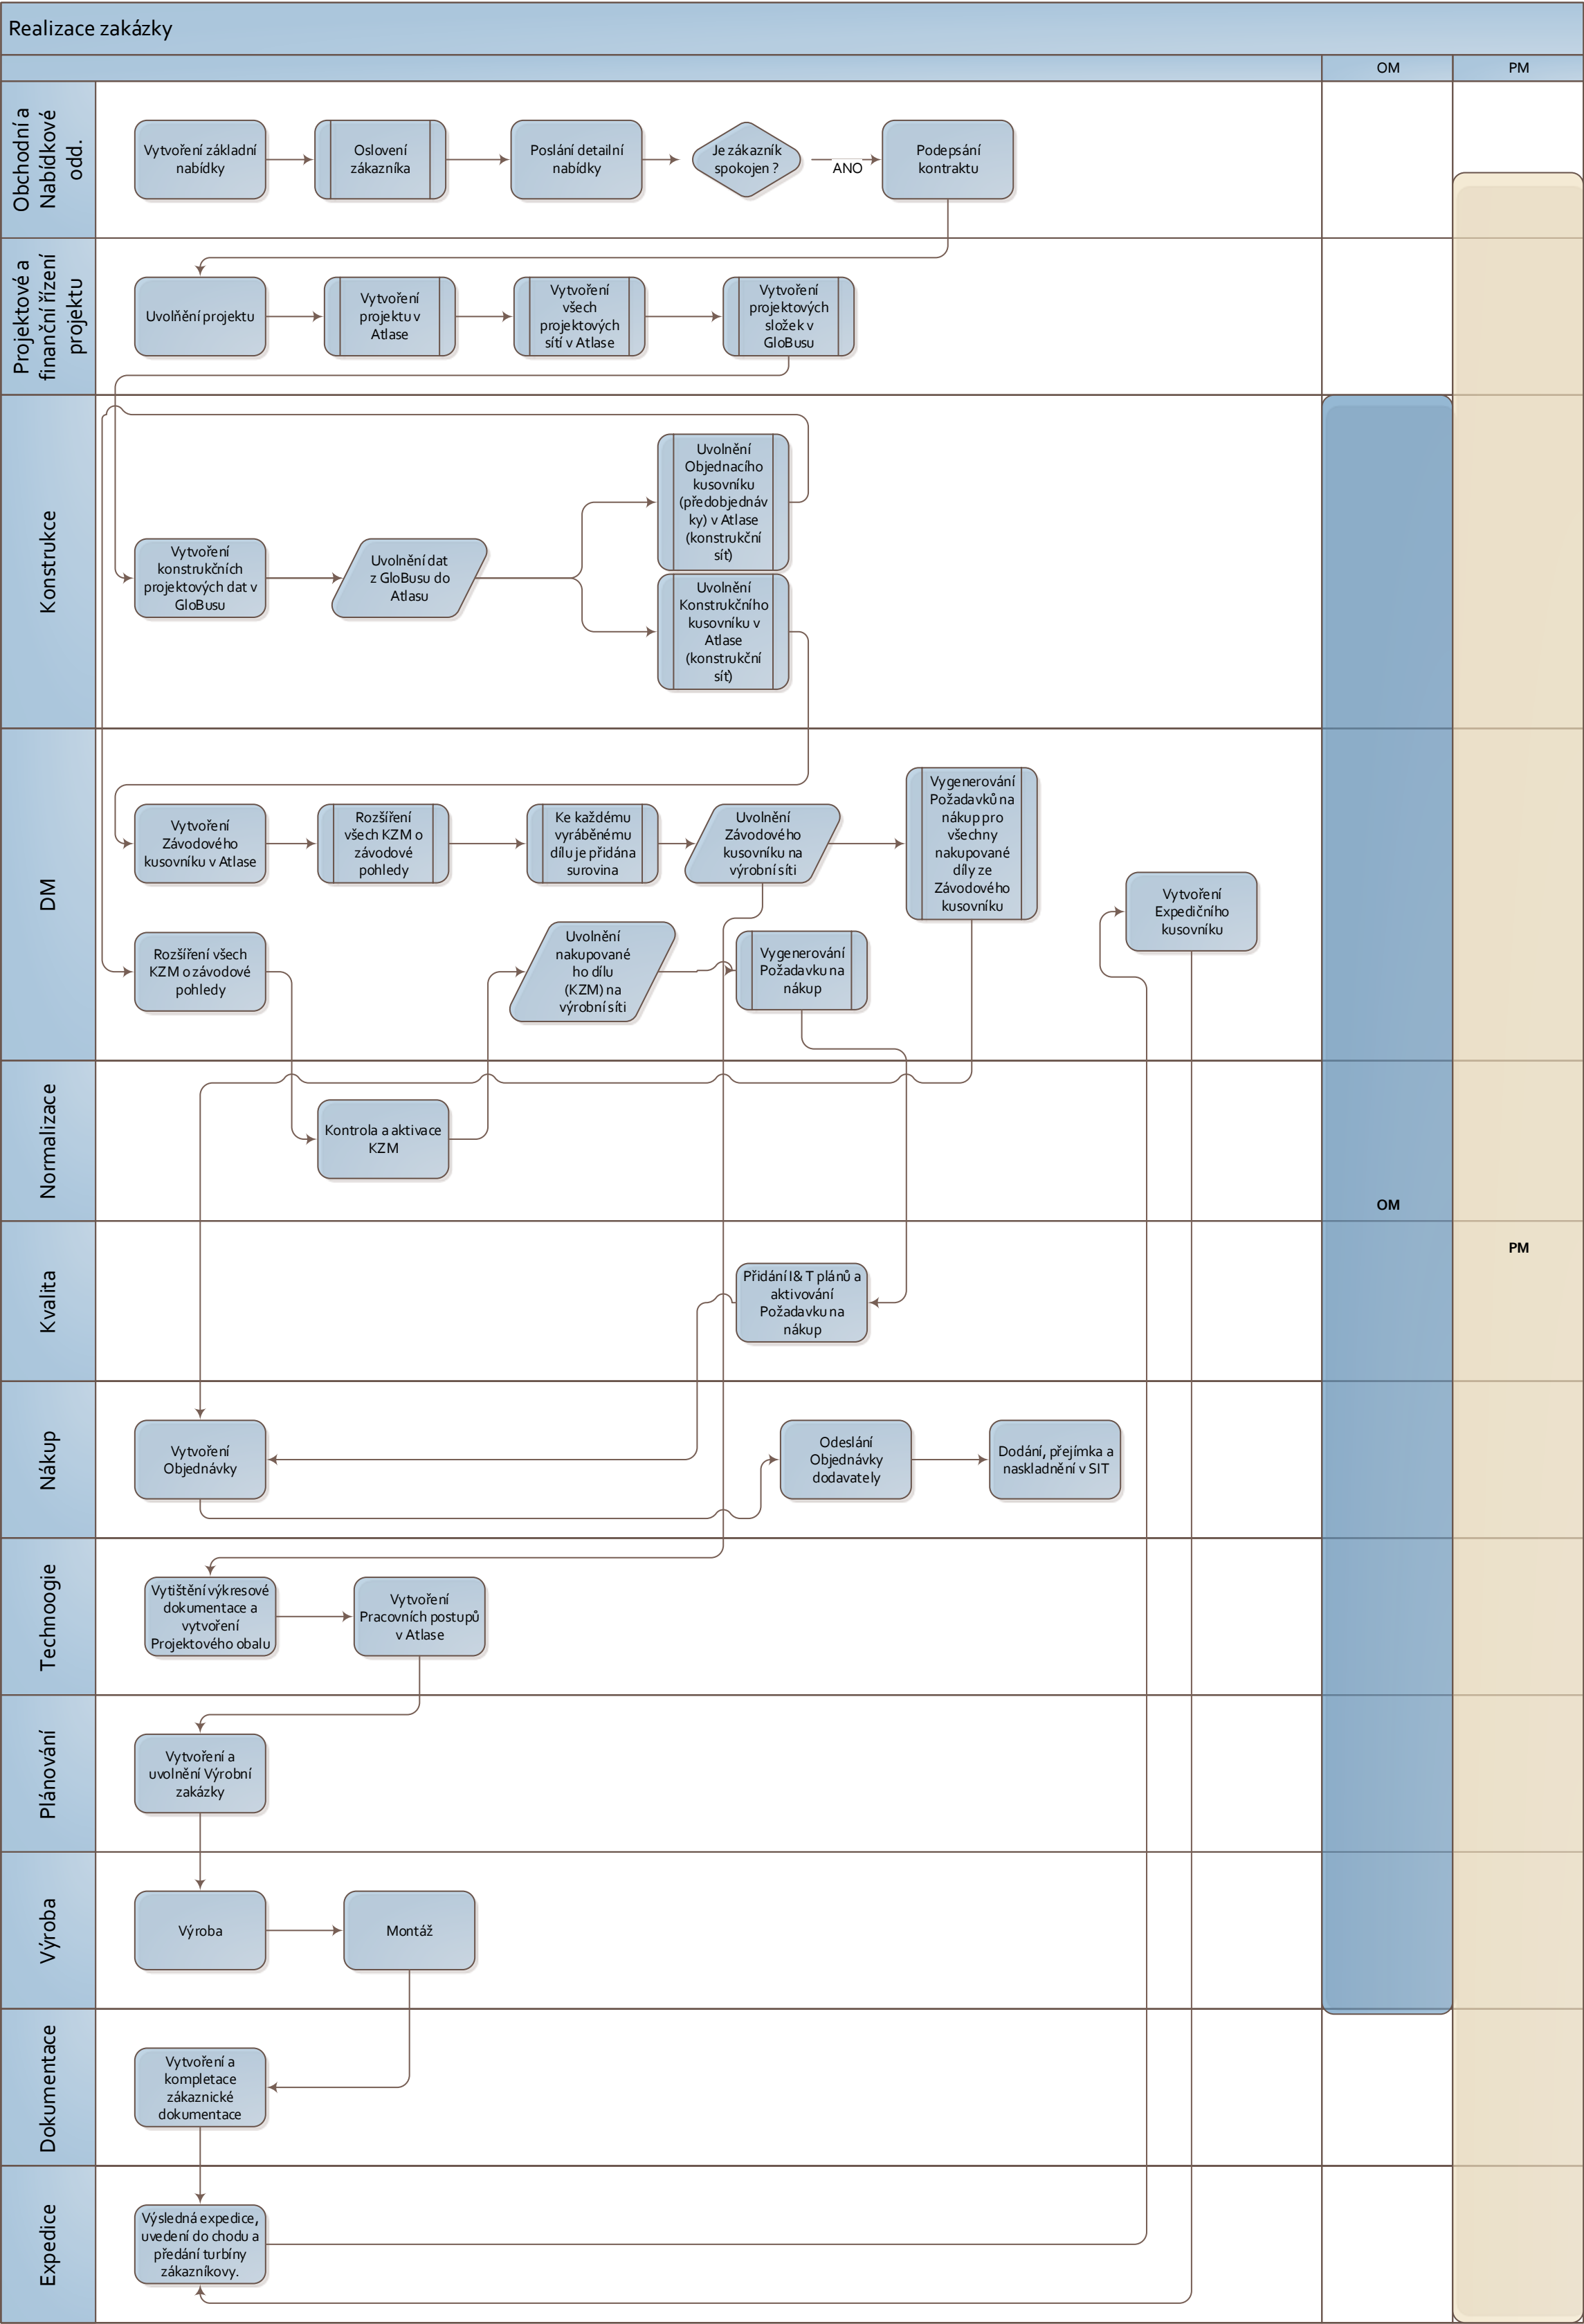 Realizace zakázky
OM
PM
Obchodní a
Nabídkové
odd.
Vytvoření základní
nabídky
Oslovení
zákazníka
Poslání detailní
nabídky
Je zákazník
spokojen ?
ANO
Podepsání
kontraktu
Projektové a
finanční řízení
projektu
Uvolňění projektu
Vytvoření
projektu v
Atlase
Vytvoření
všech
projektových
sítí v Atlase
Vytvoření
projektových
složek v
GloBusu
Konstrukce
Vytvoření
konstrukčních
projektových dat v
GloBusu
Uvolnění dat
z GloBusu do
Atlasu
Uvolnění
Objednacího
kusovníku
(předobjednáv
ky) v Atlase
(konstrukční
síť)
Uvolnění
Konstrukčního
kusovníku v
Atlase
(konstrukční
síť)
DM
Vytvoření
Závodového
kusovníku v Atlase
Rozšíření
všech KZM o
závodové
pohledy
Ke každému
vyráběnému
dílu je přidána
surovina
Uvolnění
Závodového
kusovníku na
výrobní síti
Vygenerování
Požadavků na
nákup pro
všechny
nakupované
díly ze
Závodového
kusovníku
Vytvoření
Expedičního
kusovníku
Rozšíření všech
KZM o závodové
pohledy
Uvolnění
nakupované
ho dílu
(KZM) na
výrobní síti
Vygenerování
Požadavku na
nákup
Normalizace
Kontrola a aktivace
KZM
OM
Kvalita
PM
Přidání I& T plánů a
aktivování
Požadavku na
nákup
Nákup
Vytvoření
Objednávky
Odeslání
Objednávky
dodavately
Dodání, přejímka a
naskladnění v SIT
Technoogie
Vytištění výkresové
dokumentace a
vytvoření
Projektového obalu
Vytvoření
Pracovních postupů
v Atlase
Plánování
Vytvoření a
uvolnění Výrobní
zakázky
Výroba
Výroba
Montáž
Dokumentace
Vytvoření a
kompletace
zákaznické
dokumentace
Expedice
Výsledná expedice,
uvedení do chodu a
předání turbíny
zákazníkovy.